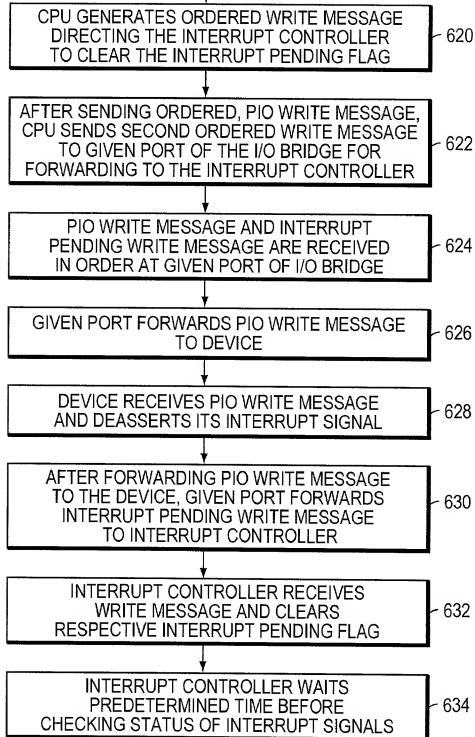 CPU GENERATES ORDERED WRITE MESSAGE
DIRECTING THE INTERRUPT CONTROLLER
TO CLEAR THE INTERRUPT PENDING FLAG
620
AFTER SENDING ORDERED, PIO WRITE MESSAGE,
CPU SENDS SECOND ORDERED WRITE MESSAGE
TO GIVEN PORT OF THE I/O BRIDGE FOR
FORWARDING TO THE INTERRUPT CONTROLLER
622
PIO WRITE MESSAGE AND INTERRUPT
PENDING WRITE MESSAGE ARE RECEIVED
IN ORDER AT GIVEN PORT OF I/O BRIDGE
624
GIVEN PORT FORWARDS PIO WRITE MESSAGE
TO DEVICE
626
DEVICE RECEIVES PIO WRITE MESSAGE
AND DEASSERTS ITS INTERRUPT SIGNAL
628
AFTER FORWARDING PIO WRITE MESSAGE
TO THE DEVICE, GIVEN PORT FORWARDS
INTERRUPT PENDING WRITE MESSAGE
TO INTERRUPT CONTROLLER
630
INTERRUPT CONTROLLER RECEIVES
WRITE MESSAGE AND CLEARS
RESPECTIVE INTERRUPT PENDING FLAG
632
INTERRUPT CONTROLLER WAITS
PREDETERMINED TIME BEFORE
CHECKING STATUS OF INTERRUPT SIGNALS
634